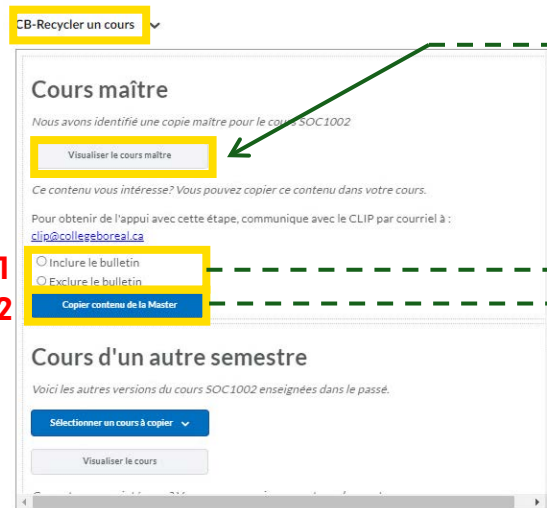 CB-Recycler un cours
Cours maître
Nous avons identifié une copie maître pour le cours SOC1002
Visualiser le cours maître
Ce contenu vous intéresse? Vous pouvez copier ce contenu dans votre cours.
Pour obtenir de l'appui avec cette étape, communique avec le CLIP par courriel à :
clip@collegeboreal.ca
1
Inclure le bulletin
Exclure le bulletin
2
Copier contenu de la Master
Cours d'un autre semestre
Voici les autres versions du cours SOC1002 enseignées dans le passé.
Sélectionner un cours à copier
Visualiser le cours